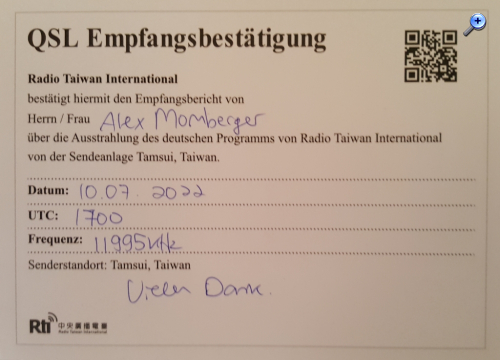 QSL Empfangsbestätigung
Radio Taiwan International
bestätigt hiermit den Empfangsbericht von
Herrn / Frau Alex Momberger
über die Ausstrahlung des deutschen Programms von Radio Taiwan International
von der Sendeanlage Tamsui, Taiwan.
Datum: 10.07.2022
UTC: 1700
Frequenz: 11995 kHz
Senderstandort: Tamsui, Taiwan
Vielen Dank.
Rti 中央廣播電臺
Radio Taiwan International